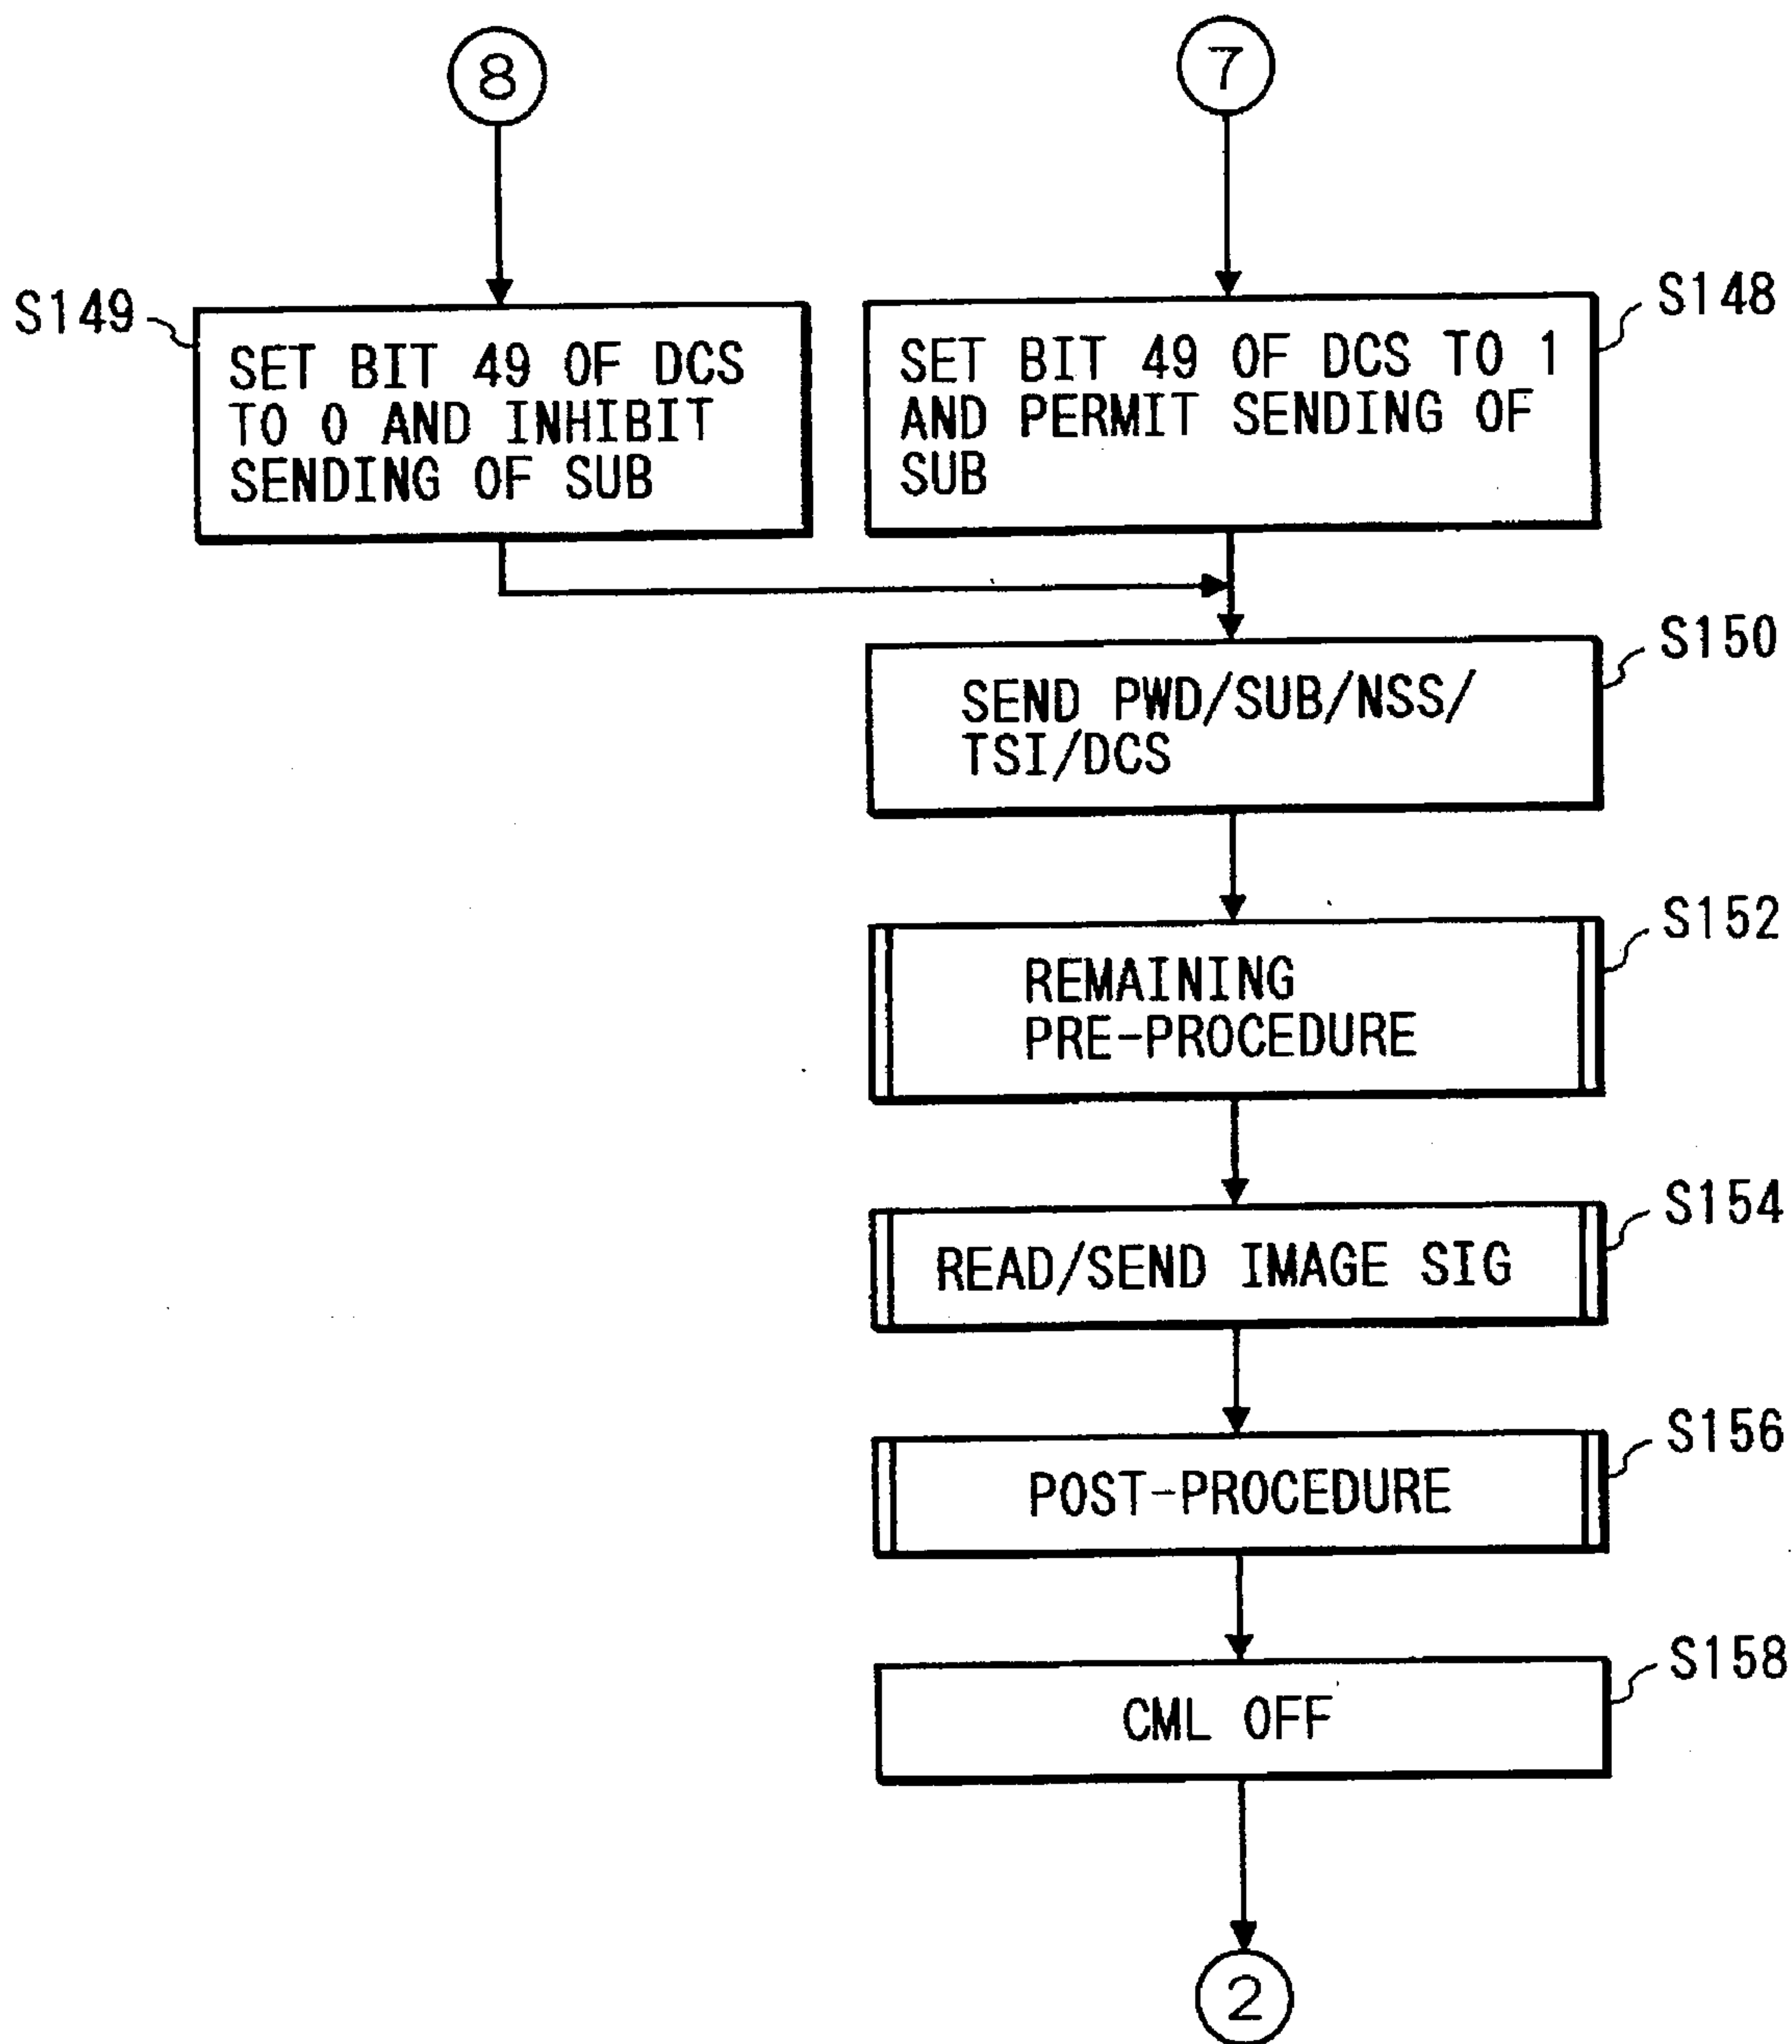 8
7
S149
SET BIT 49 OF DCS
TO 0 AND INHIBIT
SENDING OF SUB
S148
SET BIT 49 OF DCS TO 1
AND PERMIT SENDING OF
SUB
S150
SEND PWD/SUB/NSS/
TSI/DCS
S152
REMAINING
PRE-PROCEDURE
S154
READ/SEND IMAGE SIG
S156
POST-PROCEDURE
S158
CML OFF
2